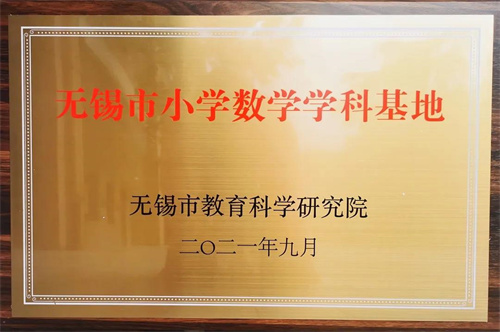 无锡市小学数学学科基地
无锡市教育科学研究院
二〇二一年九月